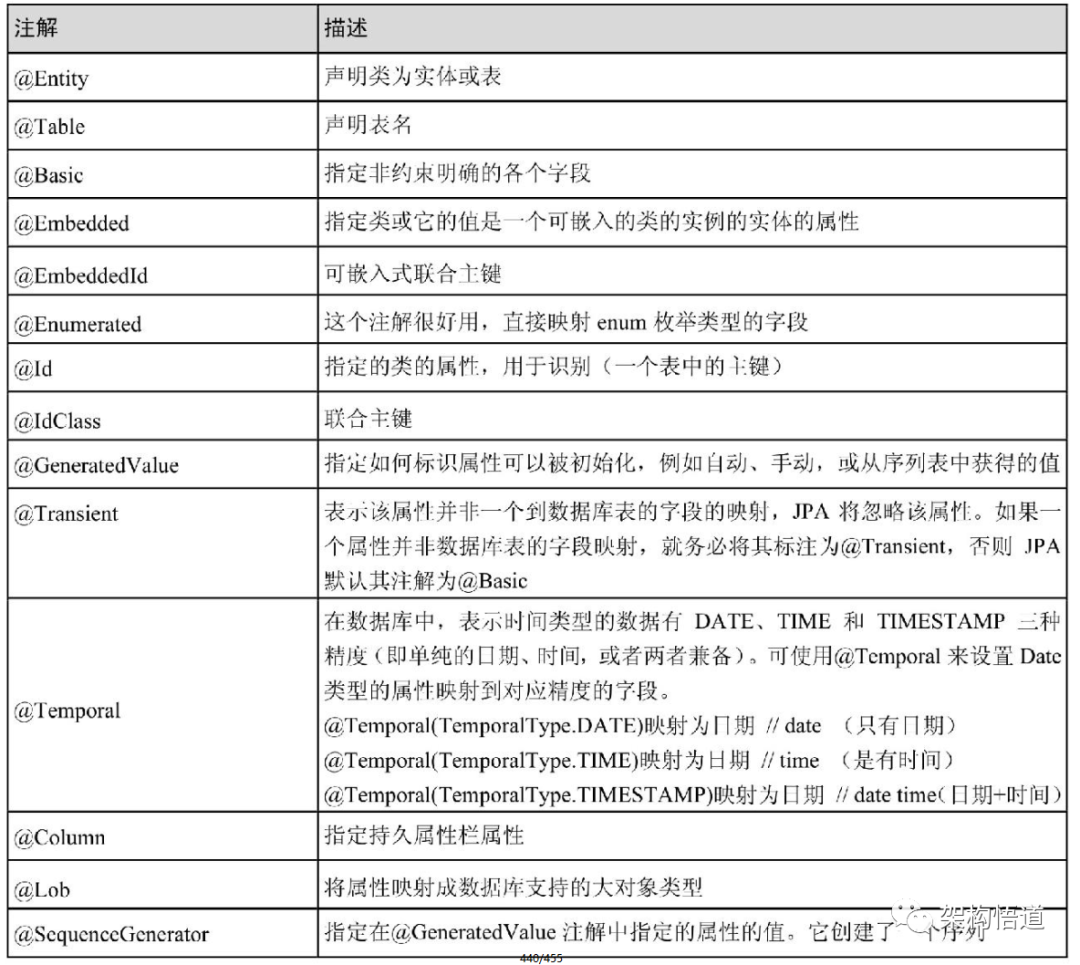 注解 描述
@Entity 声明类为实体或表
@Table 声明表名
@Basic 指定非约束明确的各个字段
@Embedded 指定类或它的值是一个可嵌入的类的实例的实体的属性
@EmbeddedId 可嵌入式联合主键
@Enumerated 这个注解很好用，直接映射 enum 枚举类型的字段
@Id 指定的类的属性，用于识别（一个表中的主键）
@IdClass 联合主键
@GeneratedValue 指定如何标识属性可以被初始化，例如自动、手动，或从序列表中获得的值
@Transient 表示该属性并非一个到数据库表的字段的映射，JPA 将忽略该属性。如果一
个属性并非数据库表的字段映射，就务必将其标注为@Transient，否则 JPA
默认其注解为@Basic
在数据库中，表示时间类型的数据有 DATE、TIME 和 TIMESTAMP 三种
精度（即单纯的日期、时间，或者两者兼备）。可使用@Temporal 来设置 Date
类型的属性映射到对应精度的字段。
@Temporal @Temporal(TemporalType.DATE)映射为日期 // date （只有日期）
@Temporal(TemporalType.TIME)映射为日期 // time （是有时间）
@Temporal(TemporalType.TIMESTAMP)映射为日期 // date time（日期+时间）
@Column 指定持久属性栏属性
@Lob 将属性映射成数据库支持的大对象类型
@SequenceGenerator 指定在@GeneratedValue 注解中指定的属性的值。它创建了一个序列
架构悟道
440/455